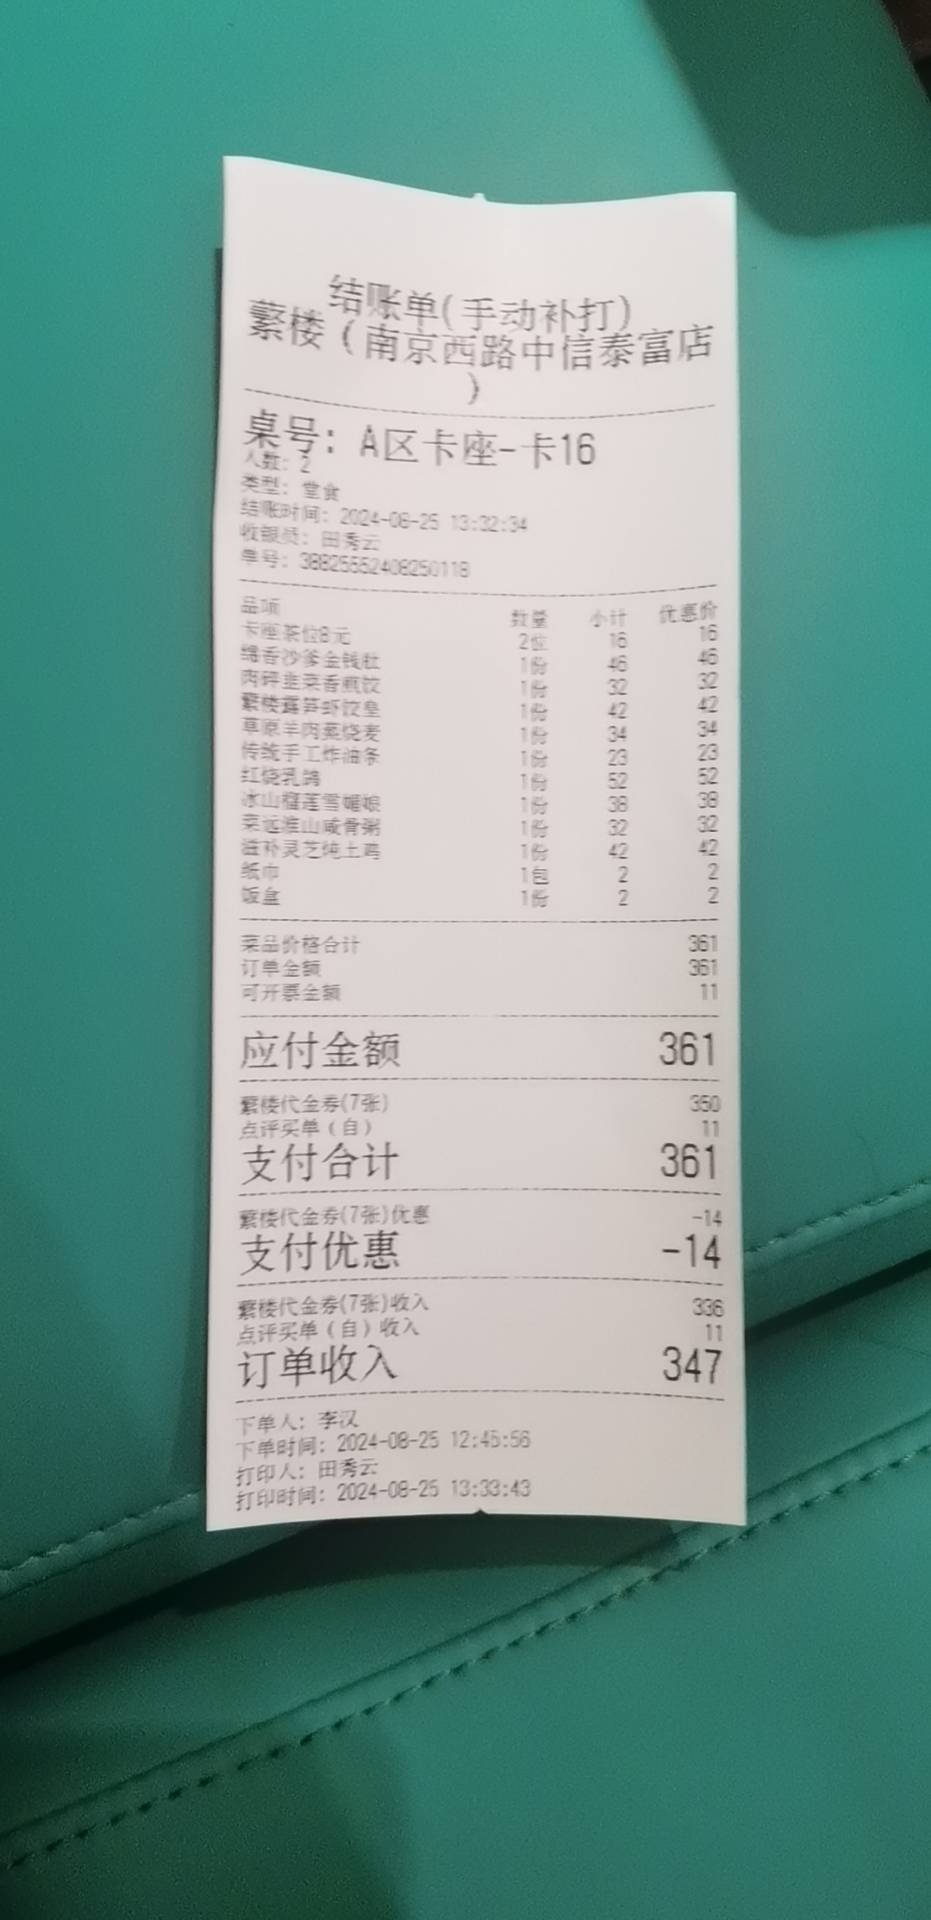 结账单(手动补打)
蘩楼（南京西路中信泰富店
）
桌号：A区卡座-卡16
人数：2
类型：堂食
结账时间：2024-08-25 13:32:34
收银员：田秀云
单号：38825552408250118
品项 数量 小计 优惠价
卡座茶位8元 2位 16 16
绵香沙爹金钱肚 1份 46 46
肉碎韭菜香煎饺 1份 32 32
蘩楼露笋虾饺皇 1份 42 42
草原羊肉蒸烧麦 1份 34 34
传统手工炸油条 1份 23 23
红烧乳鸽 1份 52 52
冰山榴莲雪媚娘 1份 38 38
菜远淮山咸骨粥 1份 32 32
滋补灵芝炖土鸡 1份 42 42
纸巾 1包 2 2
饭盒 1份 2 2
菜品价格合计 361
订单金额 361
可开票金额 11
应付金额 361
蘩楼代金券(7张) 350
点评买单（自） 11
支付合计 361
蘩楼代金券(7张)优惠 -14
支付优惠 -14
蘩楼代金券(7张)收入 336
点评买单（自）收入 11
订单收入 347
下单人：李汉
下单时间：2024-08-25 12:45:56
打印人：田秀云
打印时间：2024-08-25 13:33:43